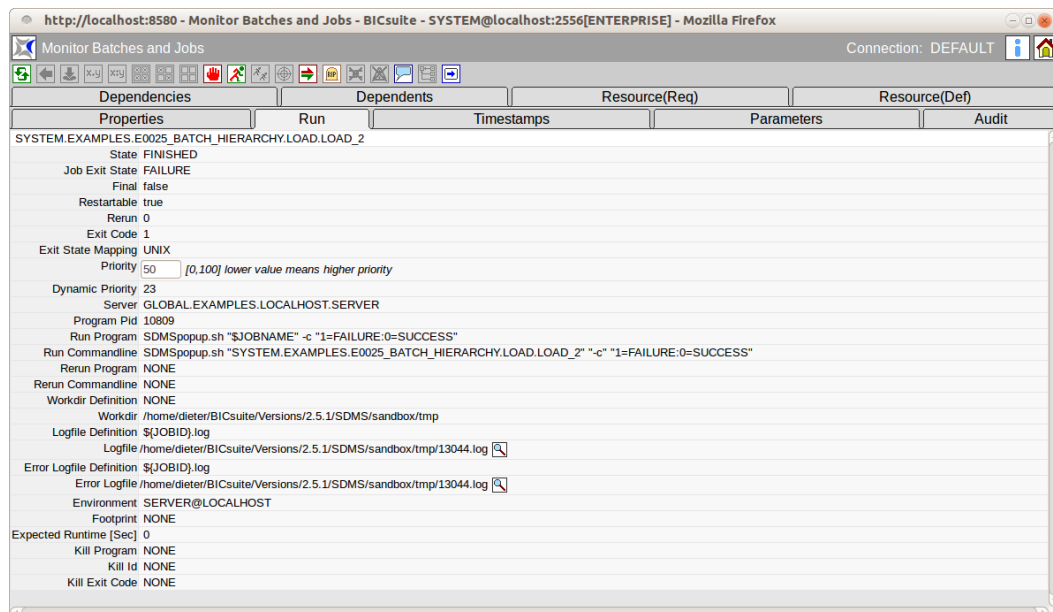 http://localhost:8580 - Monitor Batches and Jobs - BICsuite - SYSTEM@localhost:2556[ENTERPRISE] - Mozilla Firefox
Monitor Batches and Jobs Connection: DEFAULT
Dependencies Dependents Resource(Req) Resource(Def)
Properties Run Timestamps Parameters Audit
SYSTEM.EXAMPLES.E0025_BATCH_HIERARCHY.LOAD.LOAD_2
State FINISHED
Job Exit State FAILURE
Final false
Restartable true
Rerun 0
Exit Code 1
Exit State Mapping UNIX
Priority 50 [0,100] lower value means higher priority
Dynamic Priority 23
Server GLOBAL.EXAMPLES.LOCALHOST.SERVER
Program Pid 10809
Run Program SDMSpopup.sh "$JOBNAME" -c "1=FAILURE:0=SUCCESS"
Run Commandline SDMSpopup.sh "SYSTEM.EXAMPLES.E0025_BATCH_HIERARCHY.LOAD.LOAD_2" "-c" "1=FAILURE:0=SUCCESS"
Rerun Program NONE
Rerun Commandline NONE
Workdir Definition NONE
Workdir /home/dieter/BICsuite/Versions/2.5.1/SDMS/sandbox/tmp
Logfile Definition ${JOBID}.log
Logfile /home/dieter/BICsuite/Versions/2.5.1/SDMS/sandbox/tmp/13044.log
Error Logfile Definition ${JOBID}.log
Error Logfile /home/dieter/BICsuite/Versions/2.5.1/SDMS/sandbox/tmp/13044.log
Environment SERVER@LOCALHOST
Footprint NONE
Expected Runtime [Sec] 0
Kill Program NONE
Kill Id NONE
Kill Exit Code NONE